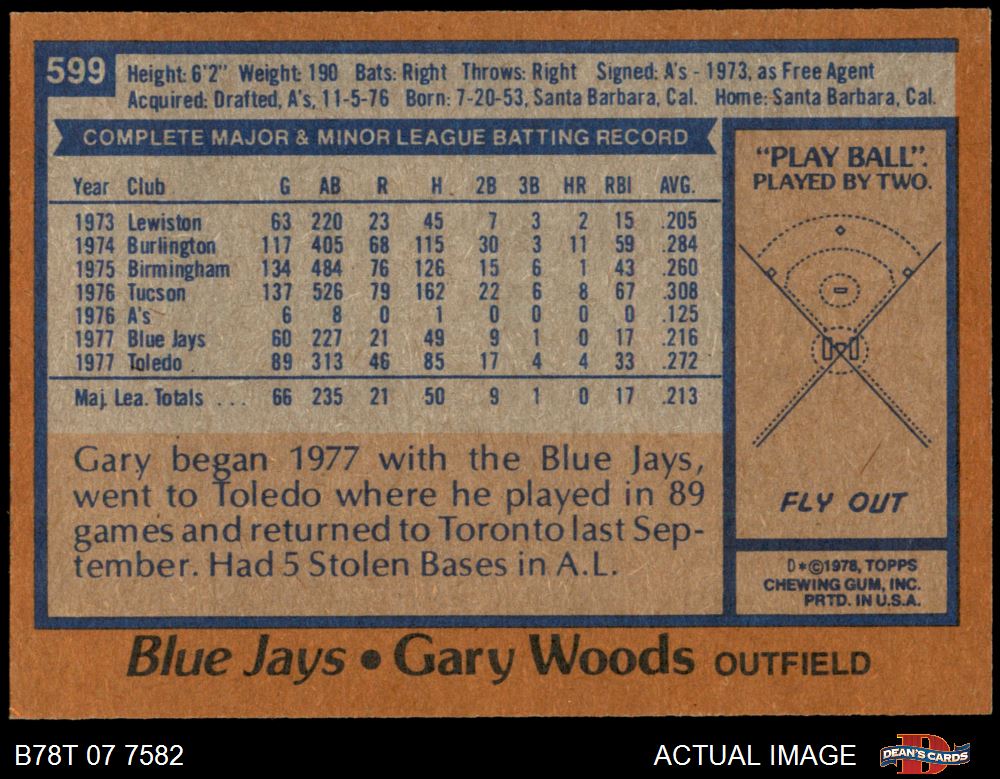 599
Height: 6'2" Weight: 190 Bats: Right Throws: Right Signed: A's - 1973, as Free Agent
Acquired: Drafted, A's, 11-5-76 Born: 7-20-53, Santa Barbara, Cal. Home: Santa Barbara, Cal.
COMPLETE MAJOR & MINOR LEAGUE BATTING RECORD
Year Club G AB R H 2B 3B HR RBI AVG.
1973 Lewiston 63 220 23 45 7 3 2 15 .205
1974 Burlington 117 405 68 115 30 3 11 59 .284
1975 Birmingham 134 484 76 126 15 6 1 43 .260
1976 Tucson 137 526 79 162 22 6 8 67 .308
1976 A's 6 8 0 1 0 0 0 0 .125
1977 Blue Jays 60 227 21 49 9 1 0 17 .216
1977 Toledo 89 313 46 85 17 4 4 33 .272
Maj. Lea. Totals ... 66 235 21 50 9 1 0 17 .213
Gary began 1977 with the Blue Jays,
went to Toledo where he played in 89
games and returned to Toronto last Sep-
tember. Had 5 Stolen Bases in A.L.
"PLAY BALL".
PLAYED BY TWO.
FLY OUT
D*©1978, TOPPS
CHEWING GUM, INC.
PRTD. IN U.S.A.
Blue Jays • Gary Woods OUTFIELD
B78T 07 7582
ACTUAL IMAGE
DEAN'S CARDS